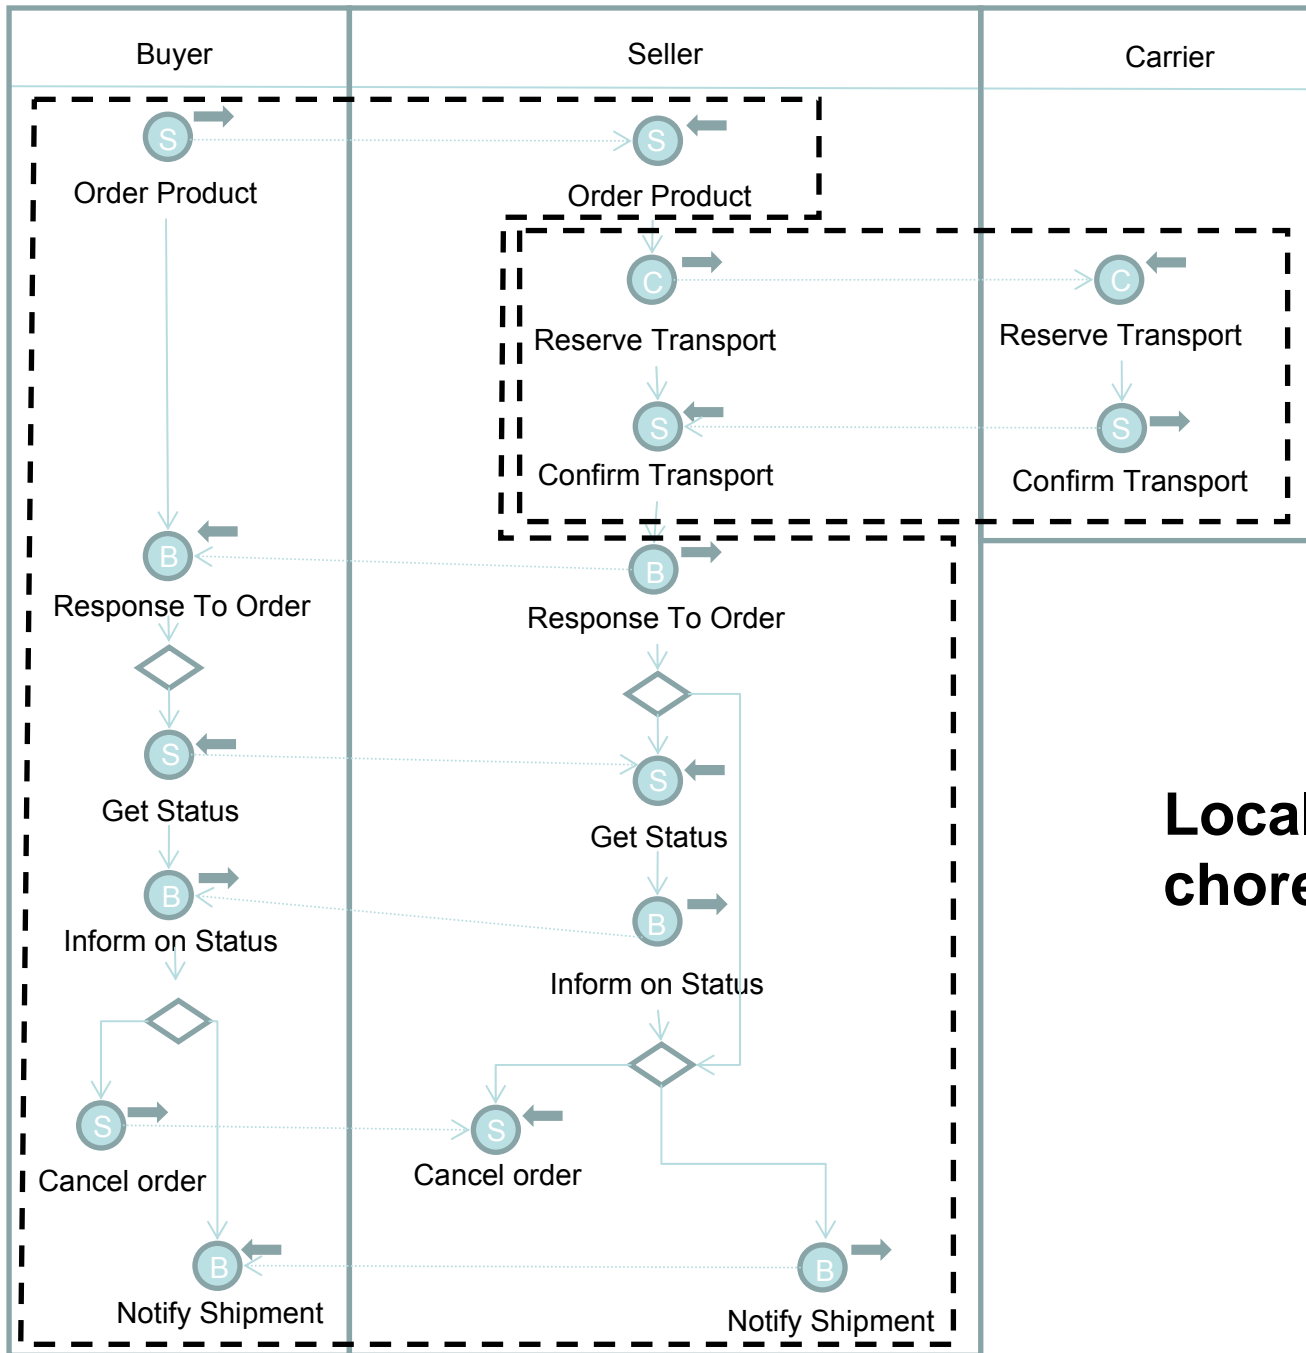 Buyer
Seller
Carrier
S
S
Order Product
Order Product
C
C
Reserve Transport
Reserve Transport
S
S
Confirm Transport
Confirm Transport
B
B
Response To Order
Response To Order
S
S
Get Status
Get Status
B
B
Inform on Status
Inform on Status
S
S
Cancel order
Cancel order
B
B
Notify Shipment
Notify Shipment
Local
chore